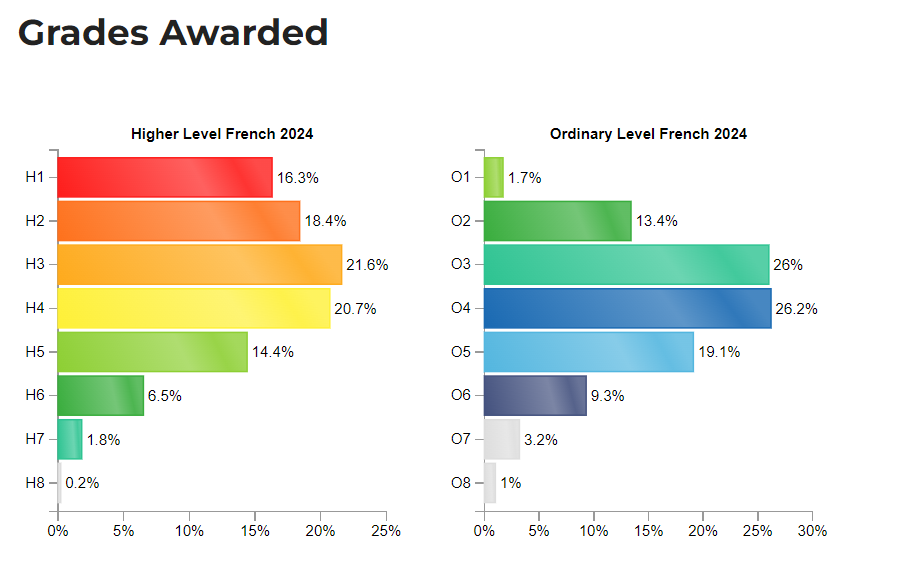 Grades Awarded
Higher Level French 2024
H1 16.3%
H2 18.4%
H3 21.6%
H4 20.7%
H5 14.4%
H6 6.5%
H7 1.8%
H8 0.2%
0% 5% 10% 15% 20% 25%
Ordinary Level French 2024
O1 1.7%
O2 13.4%
O3 26%
O4 26.2%
O5 19.1%
O6 9.3%
O7 3.2%
O8 1%
0% 5% 10% 15% 20% 25% 30%